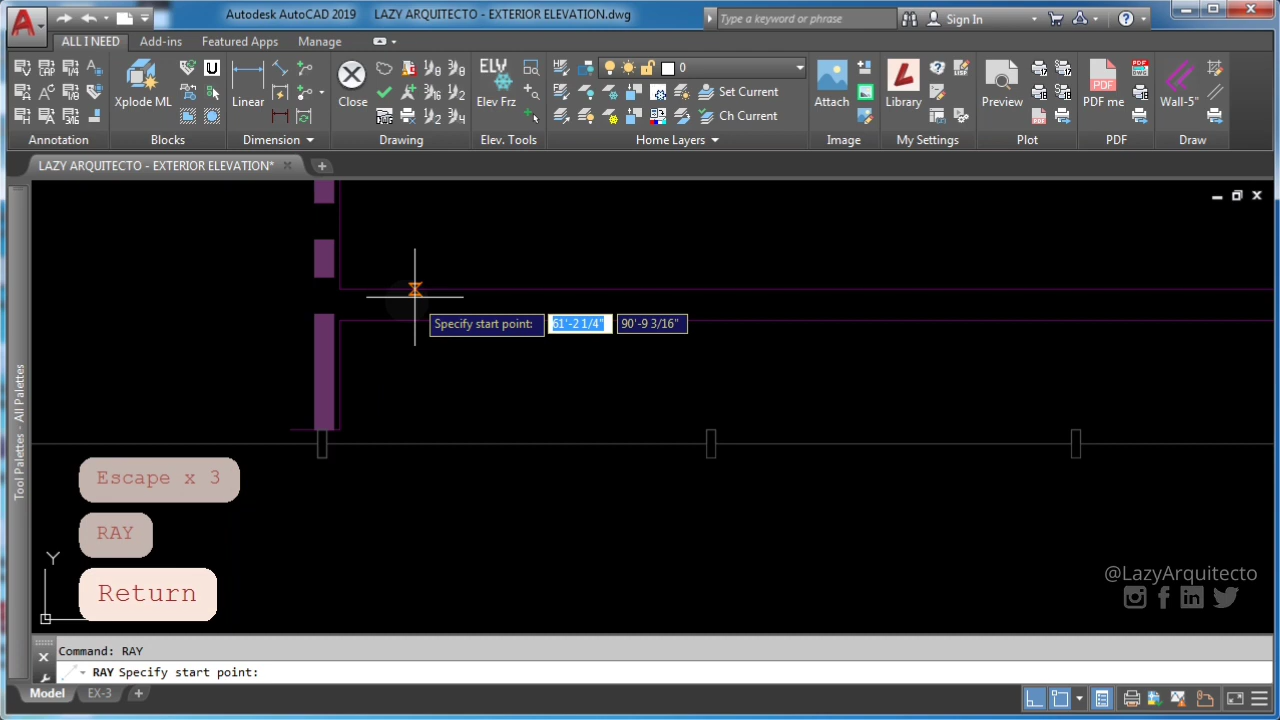 Autodesk AutoCAD 2019 LAZY ARQUITECTO - EXTERIOR ELEVATION.dwg
Type a keyword or phrase
Sign In
ALL I NEED
Add-ins
Featured Apps
Manage
Xplode ML
Linear
Close
ELV
Elev Frz
0
Set Current
Ch Current
Attach
Library
Preview
PDF me
Wall-5"
Annotation
Blocks
Dimension
Drawing
Elev. Tools
Home Layers
Image
My Settings
Plot
PDF
Draw
LAZY ARQUITECTO - EXTERIOR ELEVATION*
Specify start point: 61'-2 1/4" 90'-9 3/16"
Tool Palettes - All Palettes
Escape x 3
RAY
Return
Y
@LazyArquitecto
Command: RAY
RAY Specify start point:
Model
EX-3